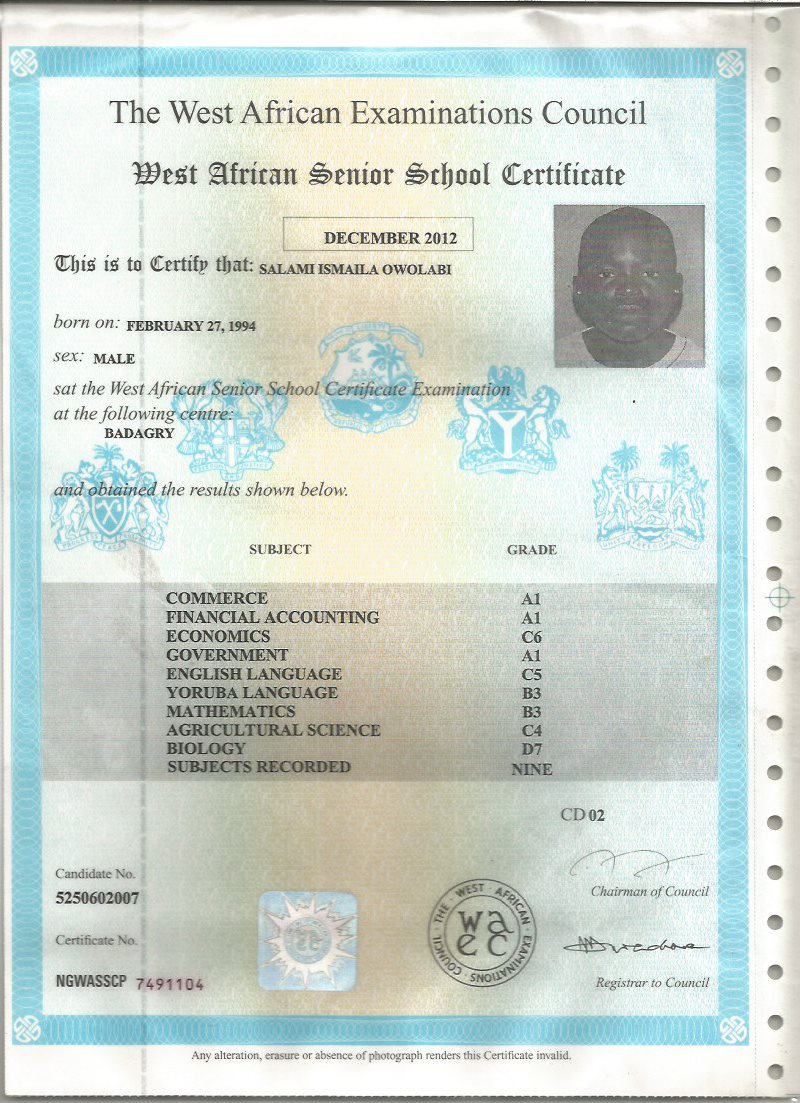 The West African Examinations Council
West African Senior School Certificate
DECEMBER 2012
This is to Certify that: SALAMI ISMAILA OWOLABI
born on: FEBRUARY 27, 1994
sex: MALE
sat the West African Senior School Certificate Examination
at the following centre:
BADAGRY
and obtained the results shown below.
SUBJECT GRADE
COMMERCE A1
FINANCIAL ACCOUNTING A1
ECONOMICS C6
GOVERNMENT A1
ENGLISH LANGUAGE C5
YORUBA LANGUAGE B3
MATHEMATICS B3
AGRICULTURAL SCIENCE C4
BIOLOGY D7
SUBJECTS RECORDED NINE
CD 02
Candidate No.
5250602007
Chairman of Council
Certificate No.
NGWASSCP 7491104
THE · WEST · AFRICAN · EXAMINATIONS · COUNCIL ·
waec
Registrar to Council
Any alteration, erasure or absence of photograph renders this Certificate invalid.